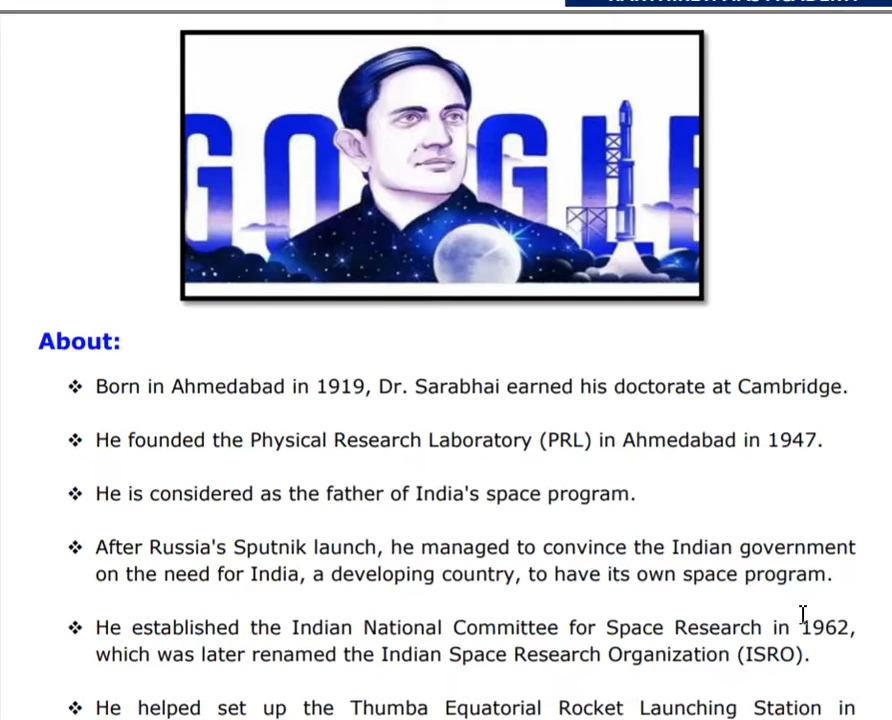 GOOGLE
About:
❖ Born in Ahmedabad in 1919, Dr. Sarabhai earned his doctorate at Cambridge.
❖ He founded the Physical Research Laboratory (PRL) in Ahmedabad in 1947.
❖ He is considered as the father of India's space program.
❖ After Russia's Sputnik launch, he managed to convince the Indian government
on the need for India, a developing country, to have its own space program.
❖ He established the Indian National Committee for Space Research in 1962,
which was later renamed the Indian Space Research Organization (ISRO).
❖ He helped set up the Thumba Equatorial Rocket Launching Station in